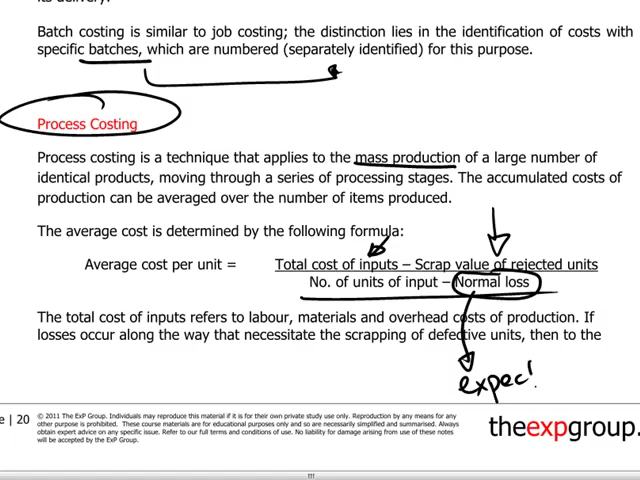 its delivery.
Batch costing is similar to job costing; the distinction lies in the identification of costs with
specific batches, which are numbered (separately identified) for this purpose.
Process Costing
Process costing is a technique that applies to the mass production of a large number of
identical products, moving through a series of processing stages. The accumulated costs of
production can be averaged over the number of items produced.
The average cost is determined by the following formula:
Average cost per unit = Total cost of inputs – Scrap value of rejected units
No. of units of input – Normal loss
The total cost of inputs refers to labour, materials and overhead costs of production. If
losses occur along the way that necessitate the scrapping of defective units, then to the
expec
e | 20
© 2011 The ExP Group. Individuals may reproduce this material if it is for their own private study use only. Reproduction by any means for any
other purpose is prohibited. These course materials are for educational purposes only and so are necessarily simplified and summarised. Always
obtain expert advice on any specific issue. Refer to our full terms and conditions of use. No liability for damage arising from use of these notes
will be accepted by the ExP Group.
theexpgroup.